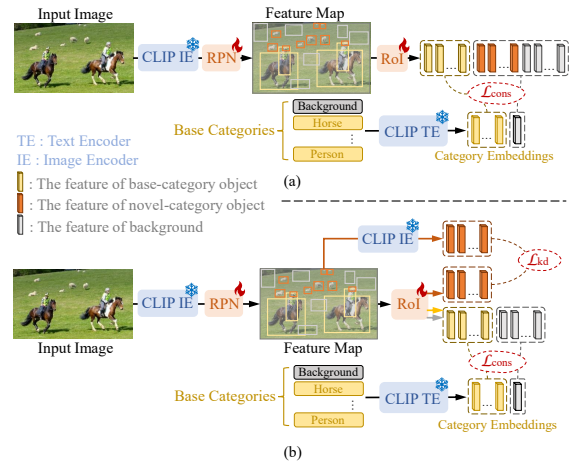 Input Image
Feature Map
CLIP IE
RPN
RoI
ℒcons
Background
Base Categories
Horse
⋮
Person
CLIP TE
... 
Category Embeddings
(a)
TE : Text Encoder
IE : Image Encoder
: The feature of base-category object
: The feature of novel-category object
: The feature of background
CLIP IE
ℒkd
CLIP IE
RPN
RoI
Input Image
Feature Map
ℒcons
Background
Base Categories
Horse
⋮
Person
CLIP TE
...
Category Embeddings
(b)